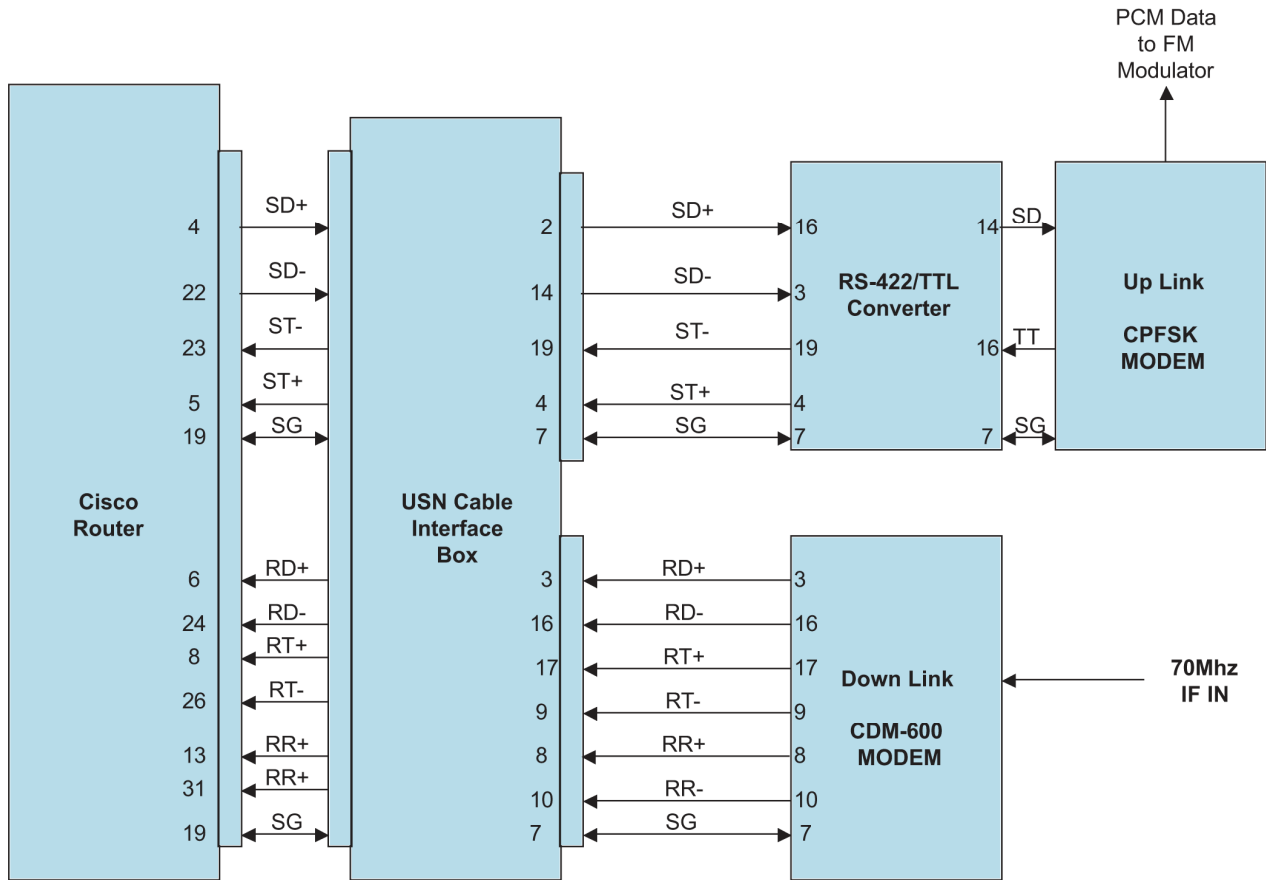 PCM Data
to FM
Modulator
4 SD+ 2 SD+ 16 14 SD
22 SD- 14 SD- 3
RS-422/TTL
Converter
Up Link
CPFSK
MODEM
23 ST- 19 ST- 19 16 TT
5 ST+ 4 ST+ 4
19 SG 7 SG 7 7 SG
Cisco
Router
USN Cable
Interface
Box
6 RD+ 3 RD+ 3
24 RD- 16 RD- 16
8 RT+ 17 RT+ 17
26 RT- 9 RT- 9
13 RR+ 8 RR+ 8
31 RR+ 10 RR- 10
19 SG 7 SG 7
Down Link
CDM-600
MODEM
70Mhz
IF IN